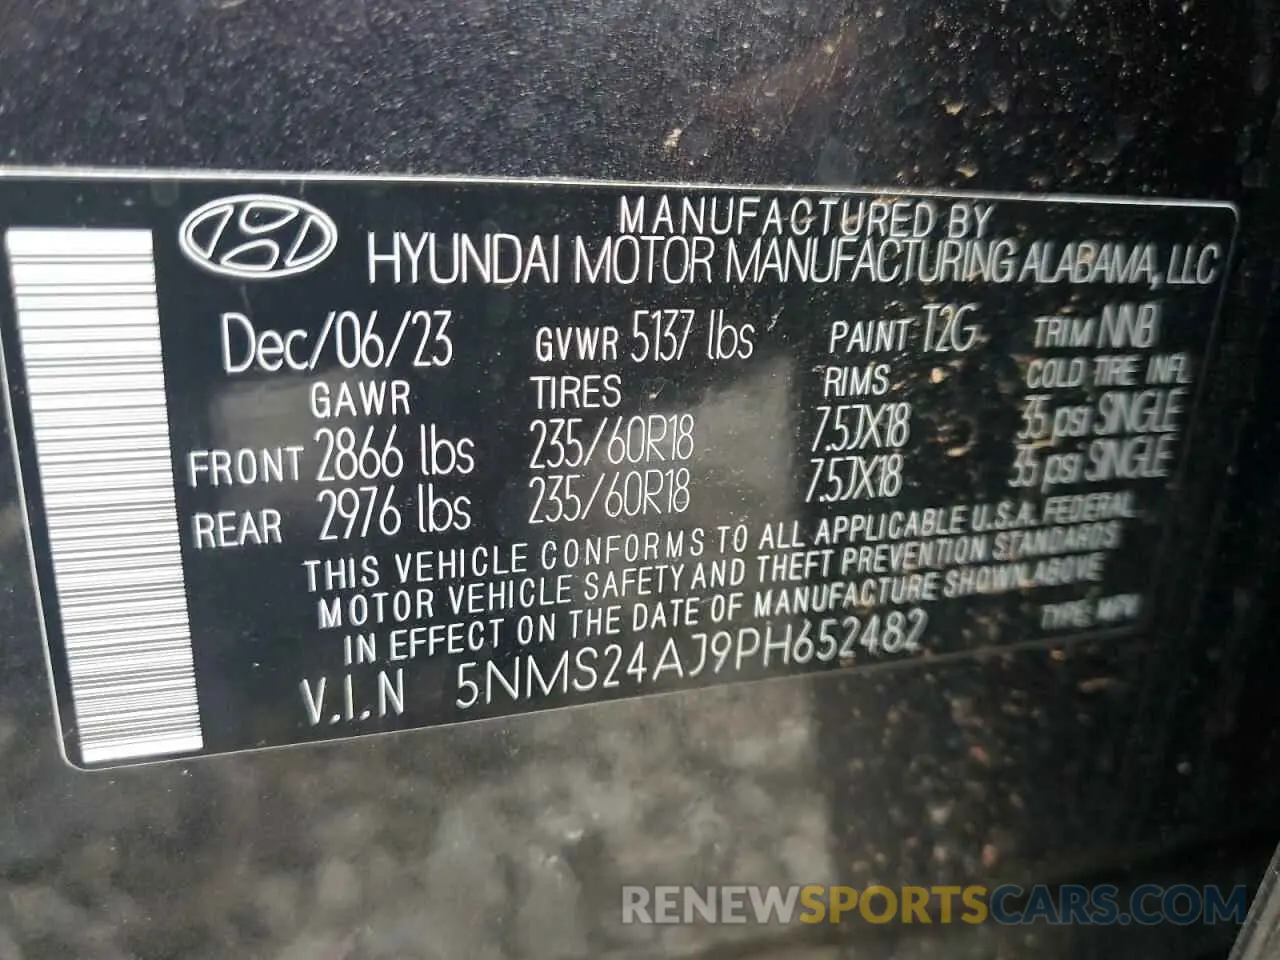 MANUFACTURED BY
HYUNDAI MOTOR MANUFACTURING ALABAMA, LLC
Dec/06/23 GVWR 5137 lbs PAINT T2G TRIM NNB
GAWR TIRES RIMS COLD TIRE INFL
FRONT 2866 lbs 235/60R18 7.5JX18 35 psi SINGLE
REAR 2976 lbs 235/60R18 7.5JX18 35 psi SINGLE
THIS VEHICLE CONFORMS TO ALL APPLICABLE U.S.A. FEDERAL
MOTOR VEHICLE SAFETY AND THEFT PREVENTION STANDARDS
IN EFFECT ON THE DATE OF MANUFACTURE SHOWN ABOVE
V.I.N 5NMS24AJ9PH652482 TYPE: MPV
RENEWSPORTSCARS.COM